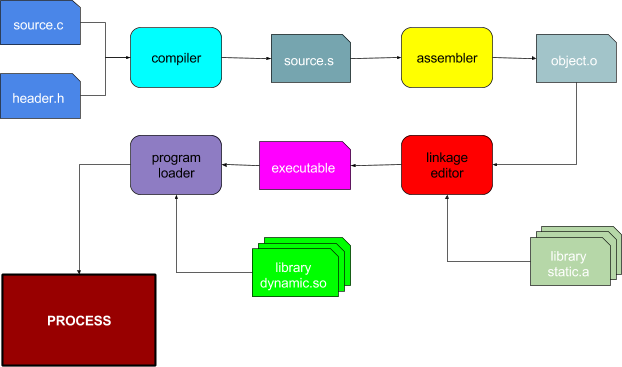 source.c
compiler
source.s
assembler
object.o
header.h
program
loader
executable
linkage
editor
library
dynamic.so
library
static.a
PROCESS